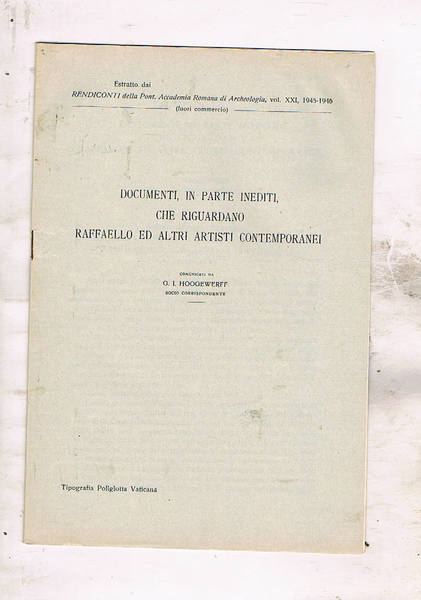 Estratto dai
RENDICONTI della Pont. Accademia Romana di Archeologia, vol. XXI, 1945-1946
(fuori commercio)
DOCUMENTI, IN PARTE INEDITI,
CHE RIGUARDANO
RAFFAELLO ED ALTRI ARTISTI CONTEMPORANEI
COMUNICATI DA
G. I. HOOGEWERFF
SOCIO CORRISPONDENTE
Tipografia Poliglotta Vaticana